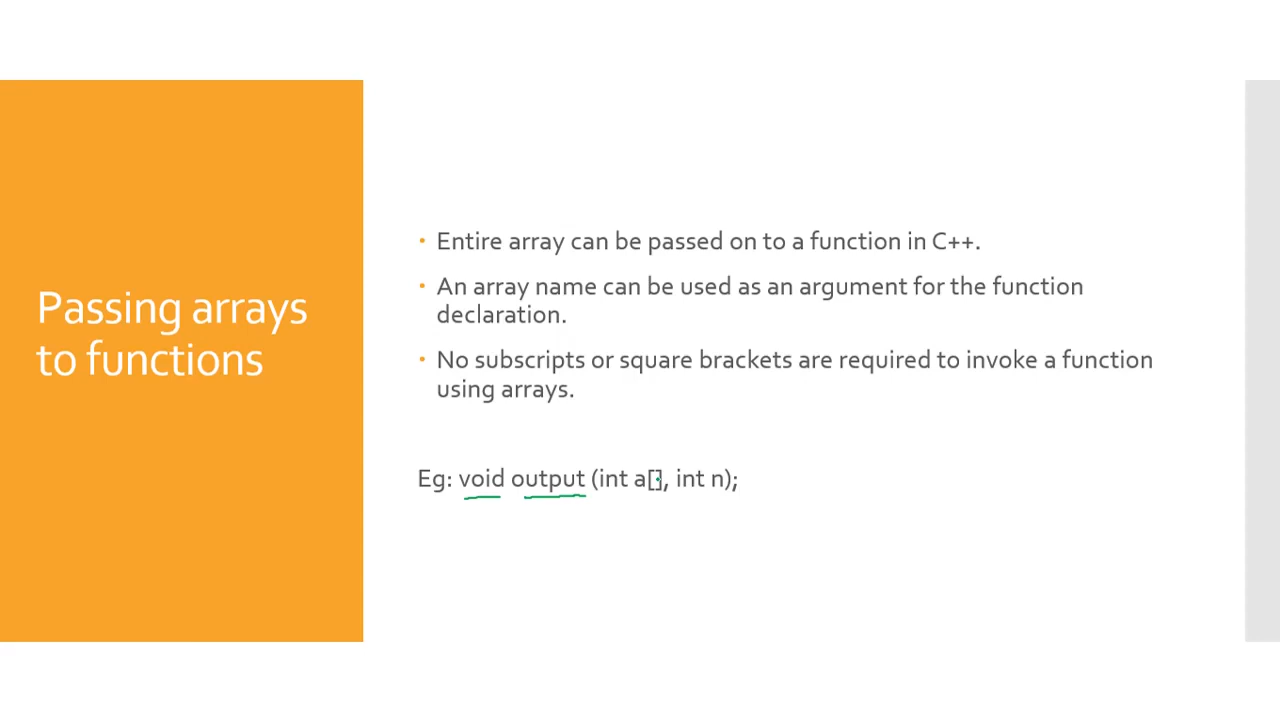 Passing arrays
to functions
• Entire array can be passed on to a function in C++.
• An array name can be used as an argument for the function
declaration.
• No subscripts or square brackets are required to invoke a function
using arrays.
Eg: void output (int a[], int n);